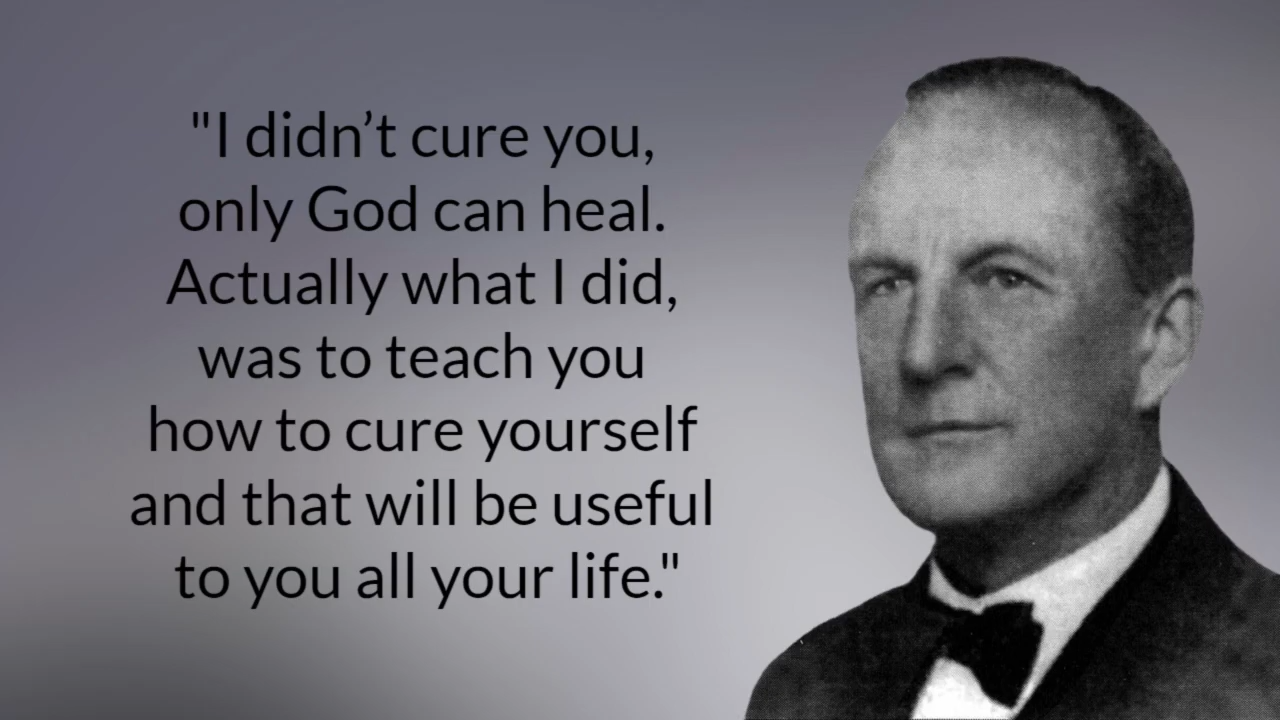 "I didn’t cure you,
only God can heal.
Actually what I did,
was to teach you
how to cure yourself
and that will be useful
to you all your life."